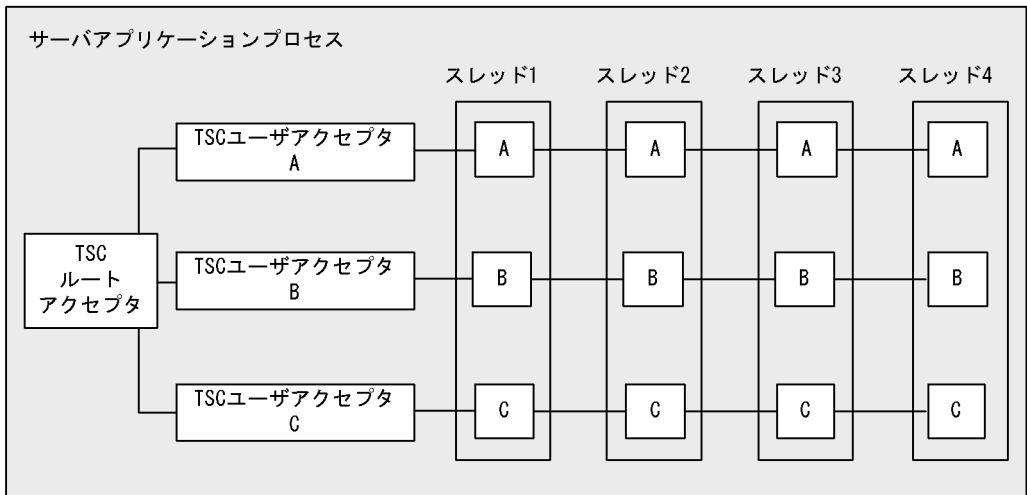 サーバアプリケーションプロセス
スレッド1
スレッド2
スレッド3
スレッド4
TSCユーザアクセプタ
A
A
A
A
A
TSC
ルート
アクセプタ
TSCユーザアクセプタ
B
B
B
B
B
TSCユーザアクセプタ
C
C
C
C
C